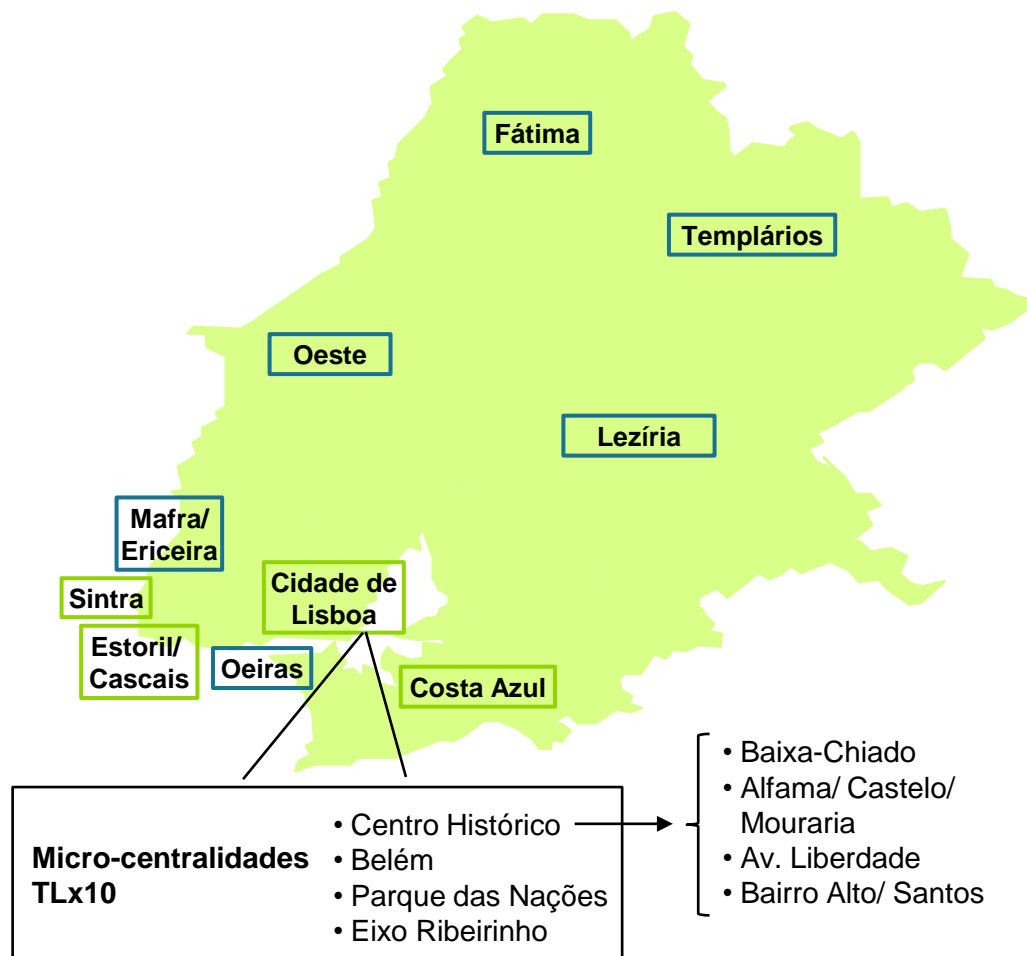 Fátima
Templários
Oeste
Lezíria
Mafra/
Ericeira
Sintra
Cidade de
Lisboa
Estoril/
Cascais
Oeiras
Costa Azul
Micro-centralidades
TLx10
• Centro Histórico
• Belém
• Parque das Nações
• Eixo Ribeirinho
• Baixa-Chiado
• Alfama/ Castelo/
Mouraria
• Av. Liberdade
• Bairro Alto/ Santos